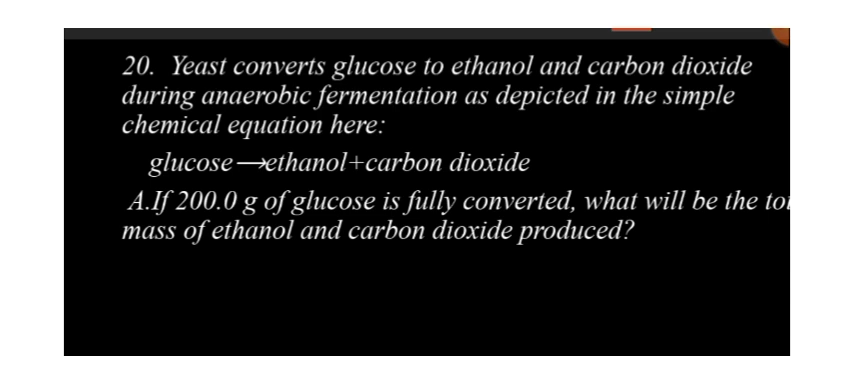 20. Yeast converts glucose to ethanol and carbon dioxide
during anaerobic fermentation as depicted in the simple
chemical equation here:
glucose⟶ethanol+carbon dioxide
A.If 200.0 g of glucose is fully converted, what will be the
mass of ethanol and carbon dioxide produced?